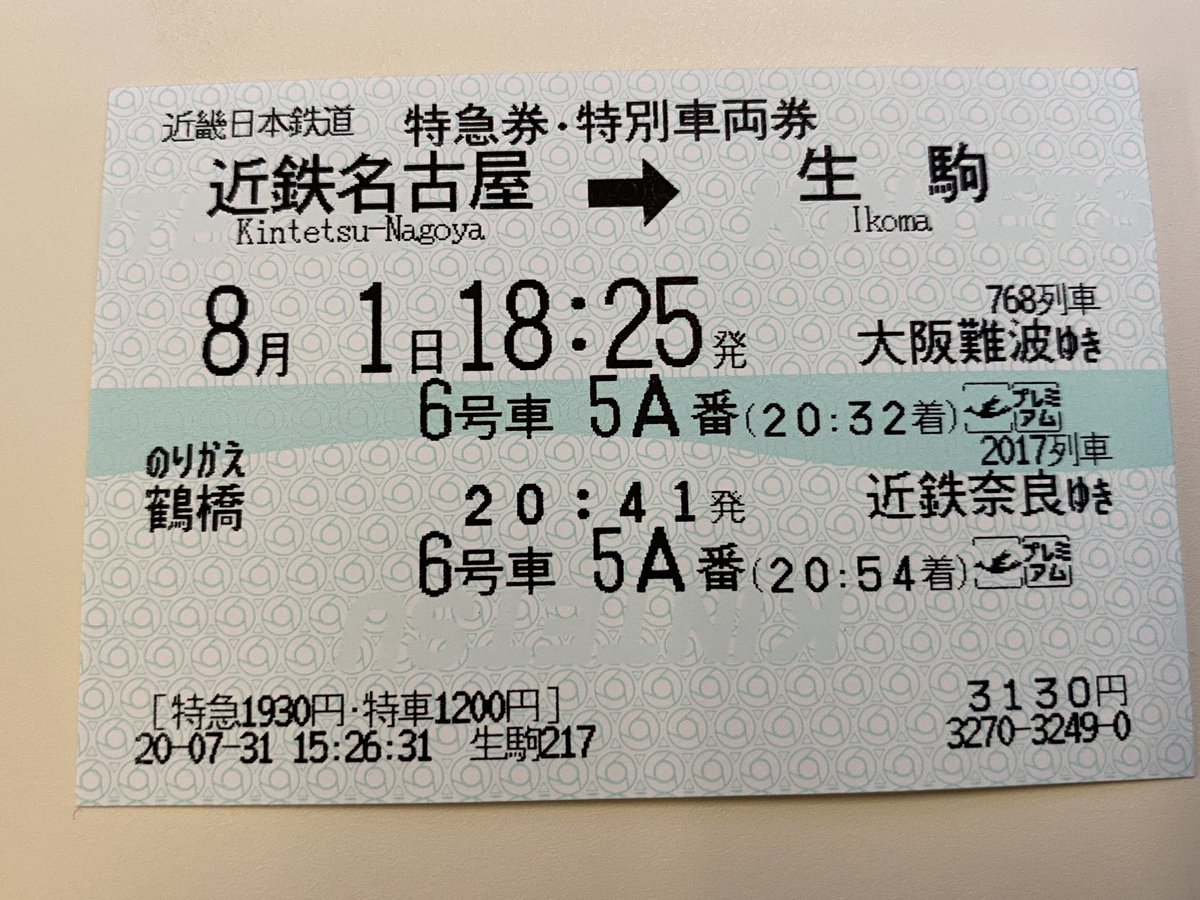 近畿日本鉄道 特急券・特別車両券
近鉄名古屋 ➡ 生駒
Kintetsu-Nagoya Ikoma
768列車
8月 1日 18:25発 大阪難波ゆき
6号車 5A番(20:32着) プレミアム
2017列車
のりかえ
鶴橋 20:41発 近鉄奈良ゆき
6号車 5A番(20:54着) プレミアム
KINTETSU
[特急1930円・特車1200円] 3130円
20-07-31 15:26:31 生駒217 3270-3249-0